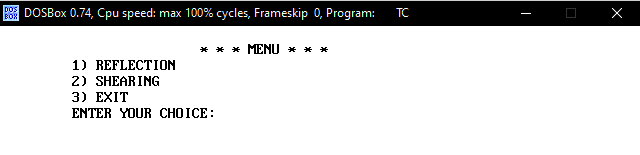 DOSBox 0.74, Cpu speed: max 100% cycles, Frameskip 0, Program: TC
* * * MENU * * *
1) REFLECTION
2) SHEARING
3) EXIT
ENTER YOUR CHOICE: